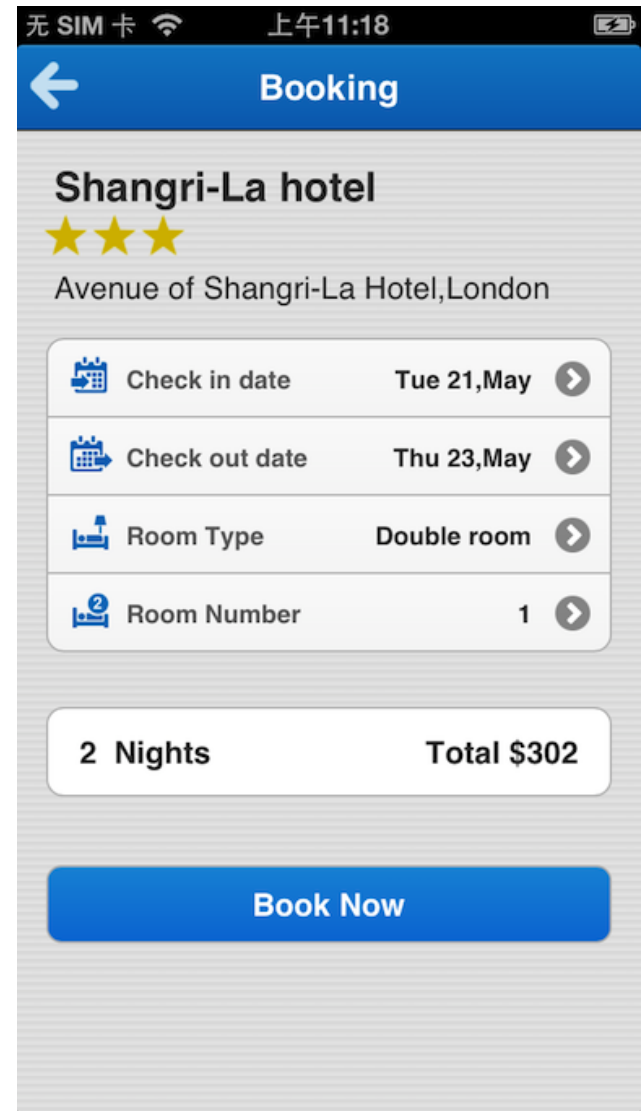 无 SIM 卡 上午11:18
Booking
Shangri-La hotel
Avenue of Shangri-La Hotel,London
Check in date Tue 21,May
Check out date Thu 23,May
Room Type Double room
2
Room Number 1
2 Nights Total $302
Book Now